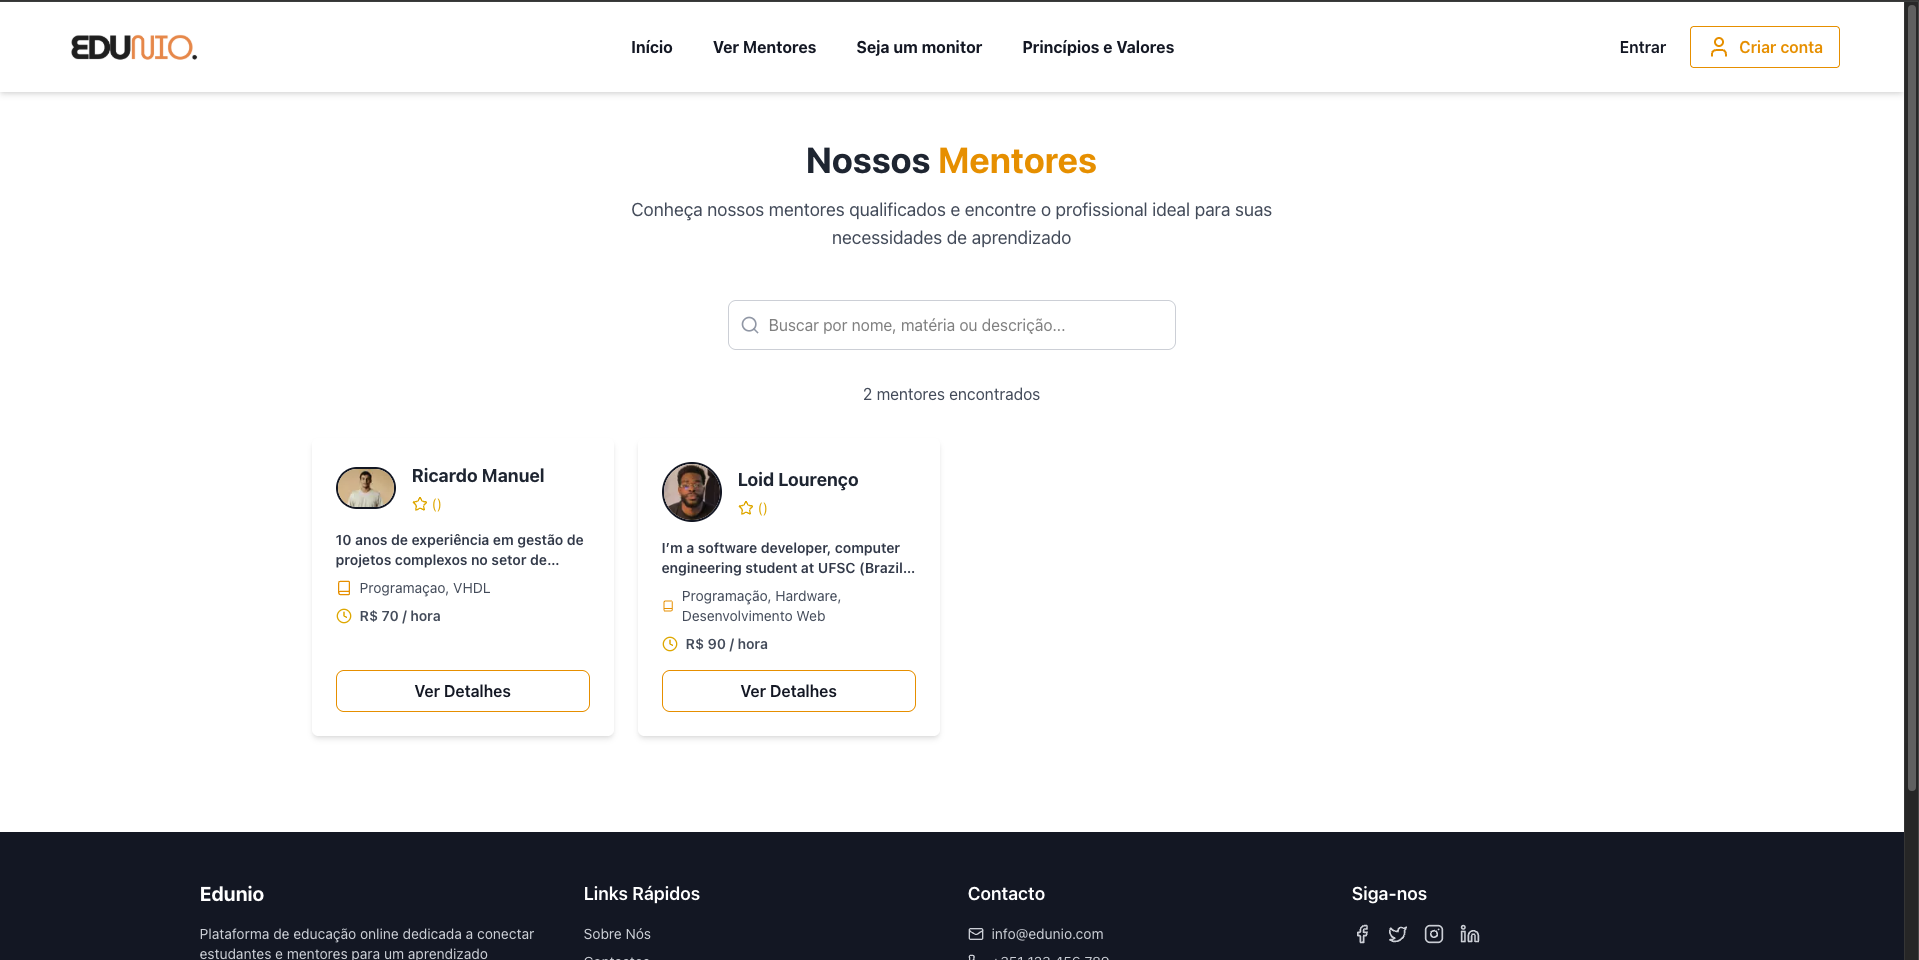 EDUNIO.
Início
Ver Mentores
Seja um monitor
Princípios e Valores
Entrar
Criar conta
Nossos Mentores
Conheça nossos mentores qualificados e encontre o profissional ideal para suas
necessidades de aprendizado
Buscar por nome, matéria ou descrição...
2 mentores encontrados
Ricardo Manuel
()
10 anos de experiência em gestão de
projetos complexos no setor de...
Programaçao, VHDL
R$ 70 / hora
Ver Detalhes
Loid Lourenço
()
I'm a software developer, computer
engineering student at UFSC (Brazil...
Programação, Hardware,
Desenvolvimento Web
R$ 90 / hora
Ver Detalhes
Edunio
Plataforma de educação online dedicada a conectar
estudantes e mentores para um aprendizado
Links Rápidos
Sobre Nós
Contacto
info@edunio.com
Siga-nos